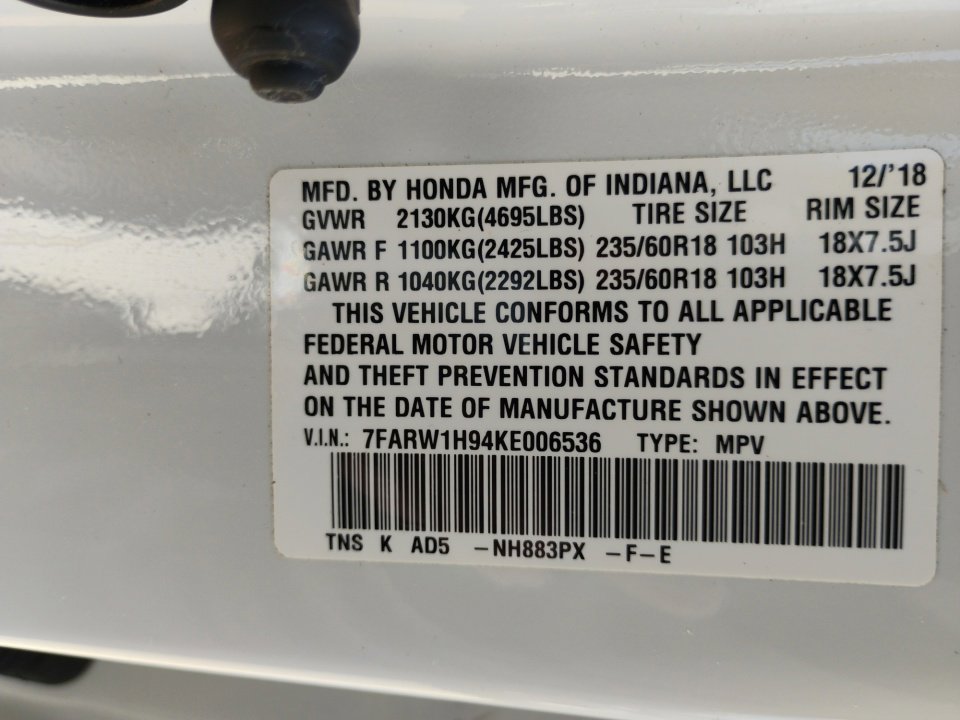 MFD. BY HONDA MFG. OF INDIANA, LLC 12/'18
GVWR 2130KG(4695LBS) TIRE SIZE RIM SIZE
GAWR F 1100KG(2425LBS) 235/60R18 103H 18X7.5J
GAWR R 1040KG(2292LBS) 235/60R18 103H 18X7.5J
THIS VEHICLE CONFORMS TO ALL APPLICABLE
FEDERAL MOTOR VEHICLE SAFETY
AND THEFT PREVENTION STANDARDS IN EFFECT
ON THE DATE OF MANUFACTURE SHOWN ABOVE.
V.I.N.: 7FARW1H94KE006536 TYPE: MPV
TNS K AD5 -NH883PX -F-E